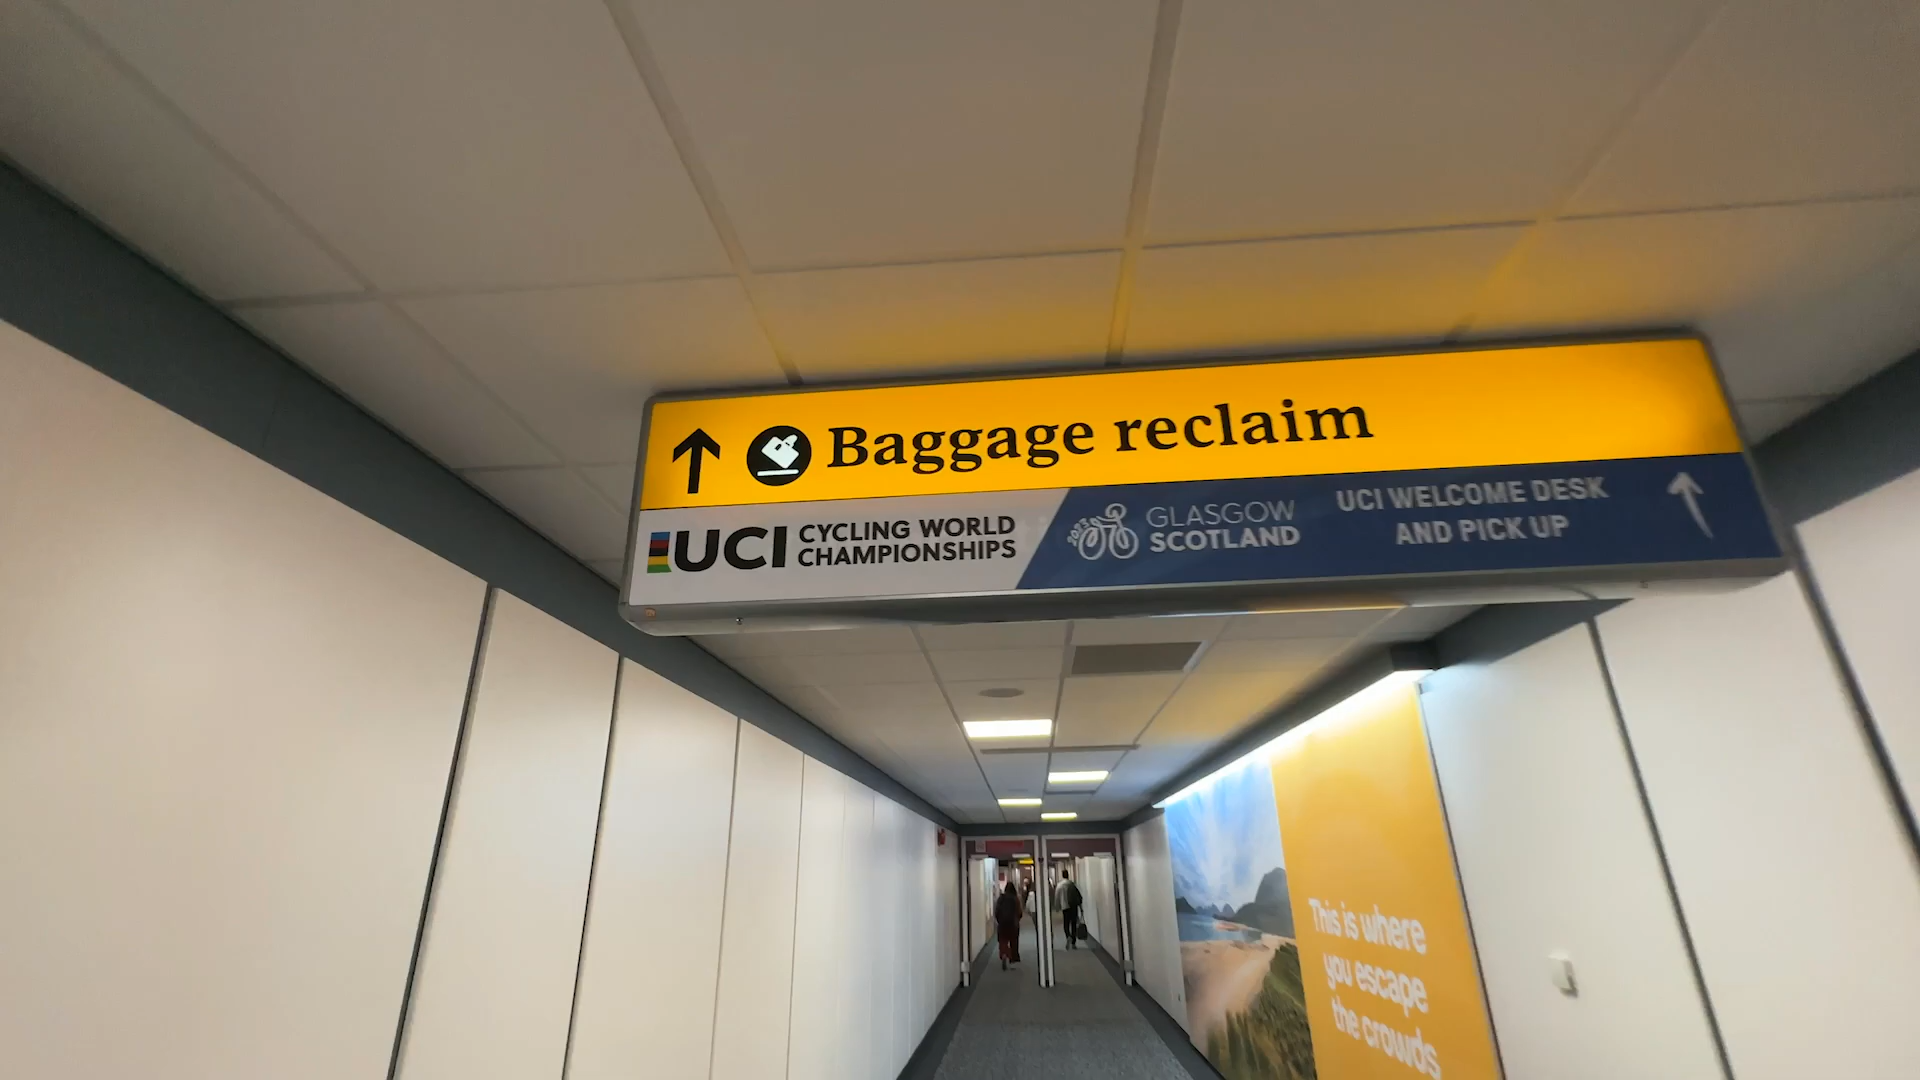 Baggage reclaim
UCI CYCLING WORLD
CHAMPIONSHIPS
2023
GLASGOW
SCOTLAND
UCI WELCOME DESK
AND PICK UP
This is where
you escape
the crowds